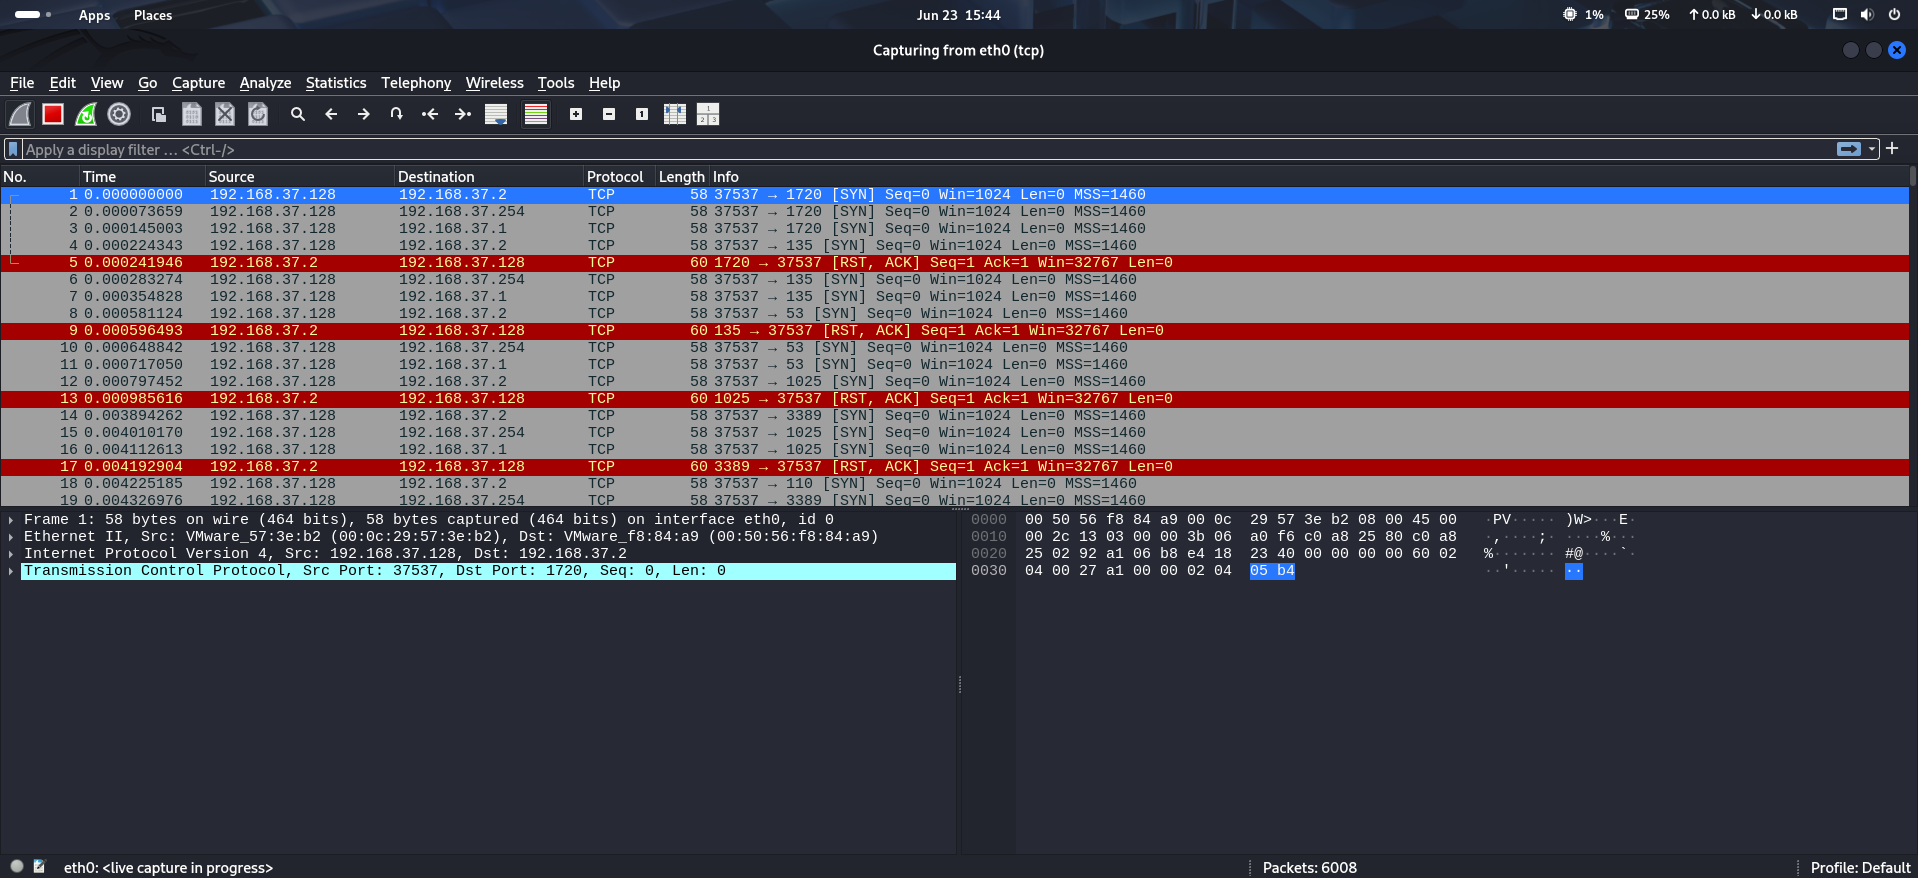 Apps Places Jun 23 15:44 1% 25% ↑0.0 kB ↓0.0 kB
Capturing from eth0 (tcp)
File Edit View Go Capture Analyze Statistics Telephony Wireless Tools Help
Apply a display filter … <Ctrl-/>
No. Time Source Destination Protocol Length Info
1 0.000000000 192.168.37.128 192.168.37.2 TCP 58 37537 → 1720 [SYN] Seq=0 Win=1024 Len=0 MSS=1460
2 0.000073659 192.168.37.128 192.168.37.254 TCP 58 37537 → 1720 [SYN] Seq=0 Win=1024 Len=0 MSS=1460
3 0.000145003 192.168.37.128 192.168.37.1 TCP 58 37537 → 1720 [SYN] Seq=0 Win=1024 Len=0 MSS=1460
4 0.000224343 192.168.37.128 192.168.37.2 TCP 58 37537 → 135 [SYN] Seq=0 Win=1024 Len=0 MSS=1460
5 0.000241946 192.168.37.2 192.168.37.128 TCP 60 1720 → 37537 [RST, ACK] Seq=1 Ack=1 Win=32767 Len=0
6 0.000283274 192.168.37.128 192.168.37.254 TCP 58 37537 → 135 [SYN] Seq=0 Win=1024 Len=0 MSS=1460
7 0.000354828 192.168.37.128 192.168.37.1 TCP 58 37537 → 135 [SYN] Seq=0 Win=1024 Len=0 MSS=1460
8 0.000581124 192.168.37.128 192.168.37.2 TCP 58 37537 → 53 [SYN] Seq=0 Win=1024 Len=0 MSS=1460
9 0.000596493 192.168.37.2 192.168.37.128 TCP 60 135 → 37537 [RST, ACK] Seq=1 Ack=1 Win=32767 Len=0
10 0.000648842 192.168.37.128 192.168.37.254 TCP 58 37537 → 53 [SYN] Seq=0 Win=1024 Len=0 MSS=1460
11 0.000717050 192.168.37.128 192.168.37.1 TCP 58 37537 → 53 [SYN] Seq=0 Win=1024 Len=0 MSS=1460
12 0.000797452 192.168.37.128 192.168.37.2 TCP 58 37537 → 1025 [SYN] Seq=0 Win=1024 Len=0 MSS=1460
13 0.000985616 192.168.37.2 192.168.37.128 TCP 60 1025 → 37537 [RST, ACK] Seq=1 Ack=1 Win=32767 Len=0
14 0.003894262 192.168.37.128 192.168.37.2 TCP 58 37537 → 3389 [SYN] Seq=0 Win=1024 Len=0 MSS=1460
15 0.004010170 192.168.37.128 192.168.37.254 TCP 58 37537 → 1025 [SYN] Seq=0 Win=1024 Len=0 MSS=1460
16 0.004112613 192.168.37.128 192.168.37.1 TCP 58 37537 → 1025 [SYN] Seq=0 Win=1024 Len=0 MSS=1460
17 0.004192904 192.168.37.2 192.168.37.128 TCP 60 3389 → 37537 [RST, ACK] Seq=1 Ack=1 Win=32767 Len=0
18 0.004225185 192.168.37.128 192.168.37.2 TCP 58 37537 → 110 [SYN] Seq=0 Win=1024 Len=0 MSS=1460
19 0.004326976 192.168.37.128 192.168.37.254 TCP 58 37537 → 3389 [SYN] Seq=0 Win=1024 Len=0 MSS=1460
Frame 1: 58 bytes on wire (464 bits), 58 bytes captured (464 bits) on interface eth0, id 0
Ethernet II, Src: VMware_57:3e:b2 (00:0c:29:57:3e:b2), Dst: VMware_f8:84:a9 (00:50:56:f8:84:a9)
Internet Protocol Version 4, Src: 192.168.37.128, Dst: 192.168.37.2
Transmission Control Protocol, Src Port: 37537, Dst Port: 1720, Seq: 0, Len: 0
0000 00 50 56 f8 84 a9 00 0c 29 57 3e b2 08 00 45 00 ·PV····· )W>···E·
0010 00 2c 13 03 00 00 3b 06 a0 f6 c0 a8 25 80 c0 a8 ·,····;· ····%···
0020 25 02 92 a1 06 b8 e4 18 23 40 00 00 00 00 60 02 %······· #@····`·
0030 04 00 27 a1 00 00 02 04 05 b4 ··'····· ··
eth0: <live capture in progress> Packets: 6008 Profile: Default